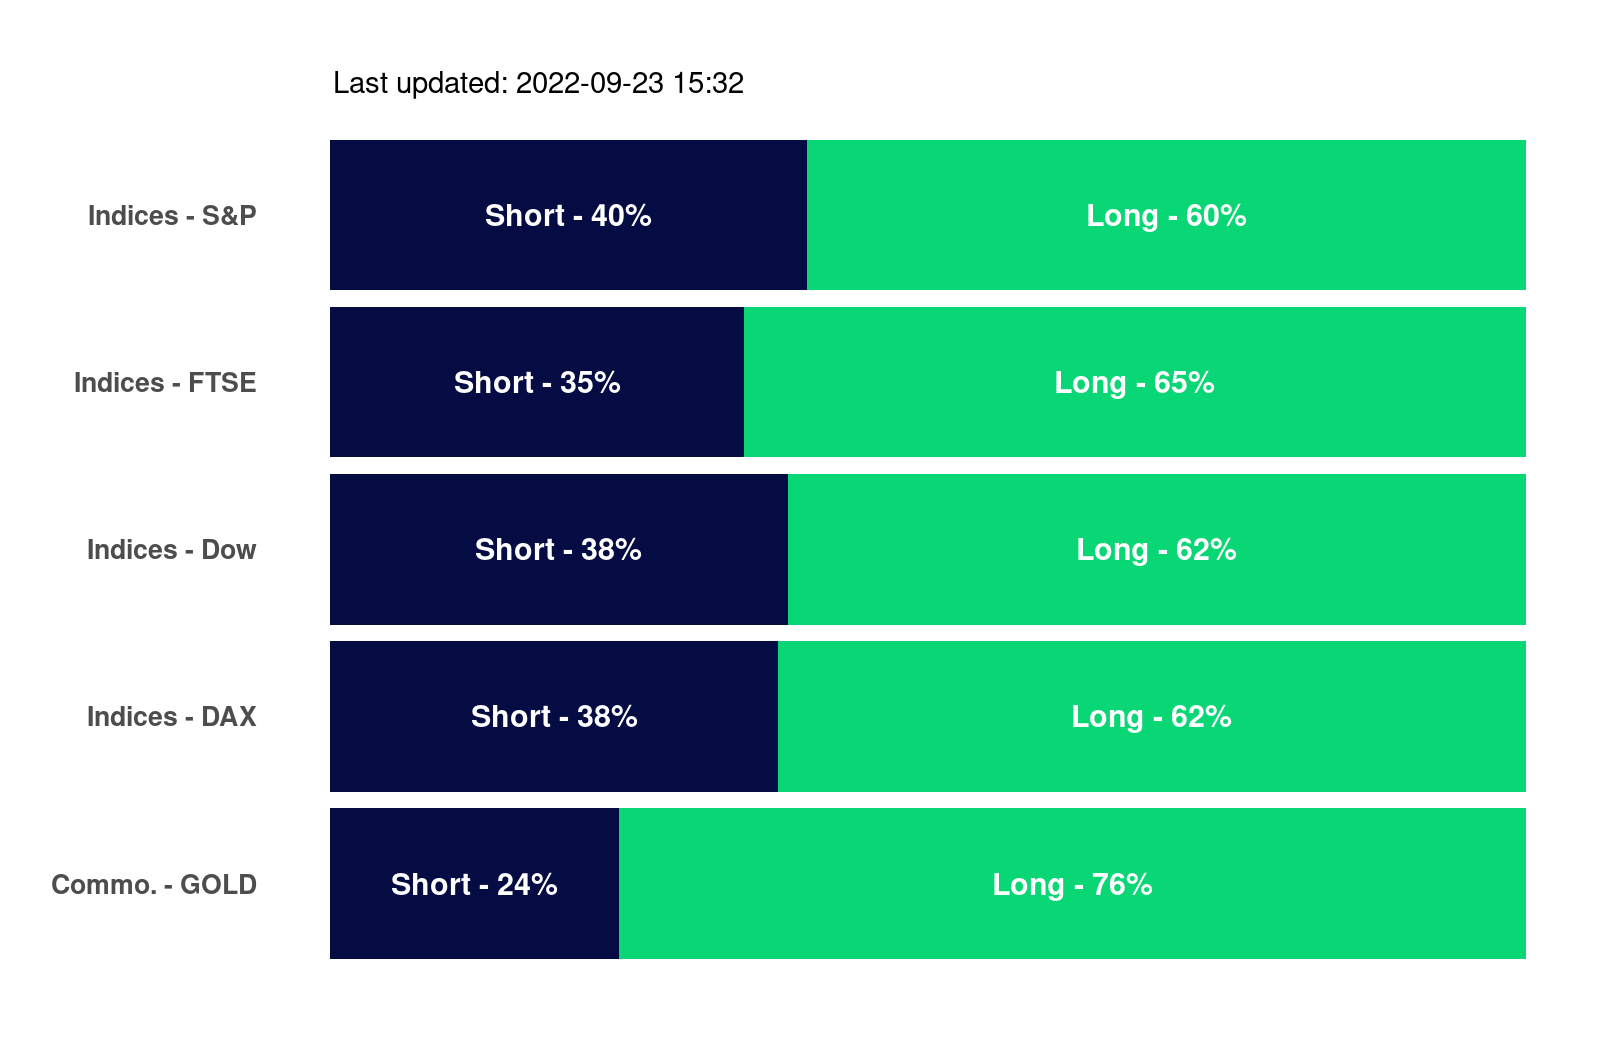 Last updated: 2022-09-23 15:32
Indices - S&P Short - 40% Long - 60%
Indices - FTSE Short - 35% Long - 65%
Indices - Dow Short - 38% Long - 62%
Indices - DAX Short - 38% Long - 62%
Commo. - GOLD Short - 24% Long - 76%